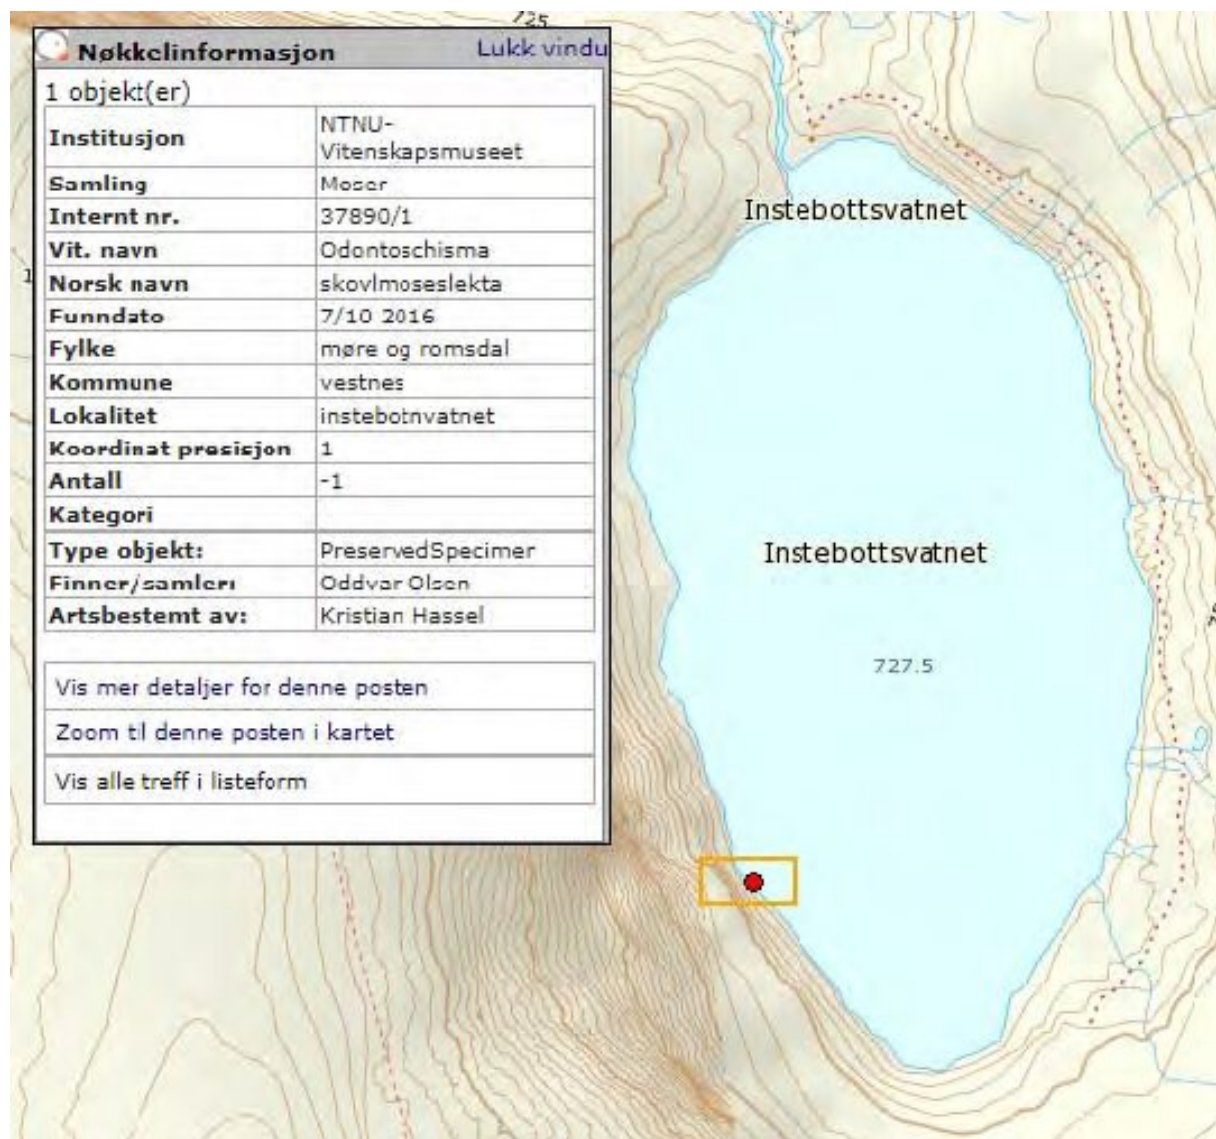 725
Nøkkelinformasjon Lukk vindu
1 objekt(er)
Institusjon NTNU-
Vitenskapsmuseet
Samling Moser
Internt nr. 37890/1
Vit. navn Odontoschisma
Norsk navn skovlmoseslekta
Funndato 7/10 2016
Fylke møre og romsdal
Kommune vestnes
Lokalitet instebotnvatnet
Koordinat presisjon 1
Antall -1
Kategori
Type objekt: PreservedSpecimen
Finner/samler: Oddvar Olsen
Artsbestemt av: Kristian Hassel
Vis mer detaljer for denne posten
Zoom til denne posten i kartet
Vis alle treff i listeform
Instebottsvatnet
Instebottsvatnet
727.5